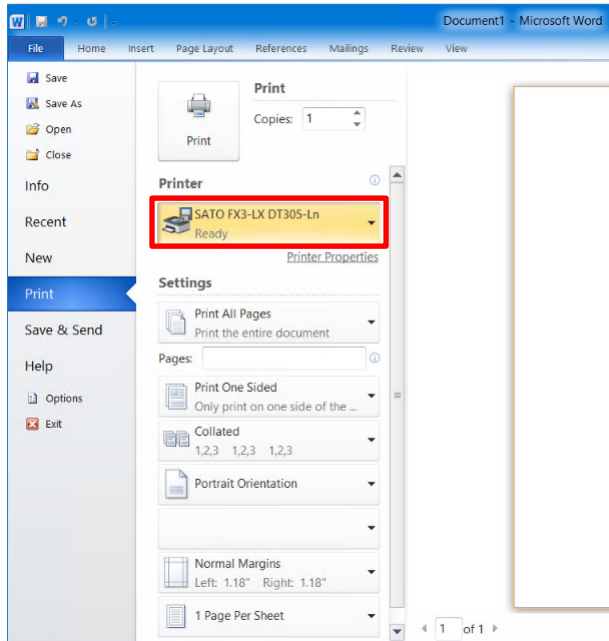 Document1 - Microsoft Word
File Home Insert Page Layout References Mailings Review View
Save
Save As
Open
Close
Info
Recent
New
Print
Save & Send
Help
Options
Exit
Print
Print
Copies: 1
Printer
SATO FX3-LX DT305-Ln
Ready
Printer Properties
Settings
Print All Pages
Print the entire document
Pages:
Print One Sided
Only print on one side of the ...
Collated
1,2,3 1,2,3 1,2,3
Portrait Orientation
Normal Margins
Left: 1.18" Right: 1.18"
1 Page Per Sheet
1 of 1